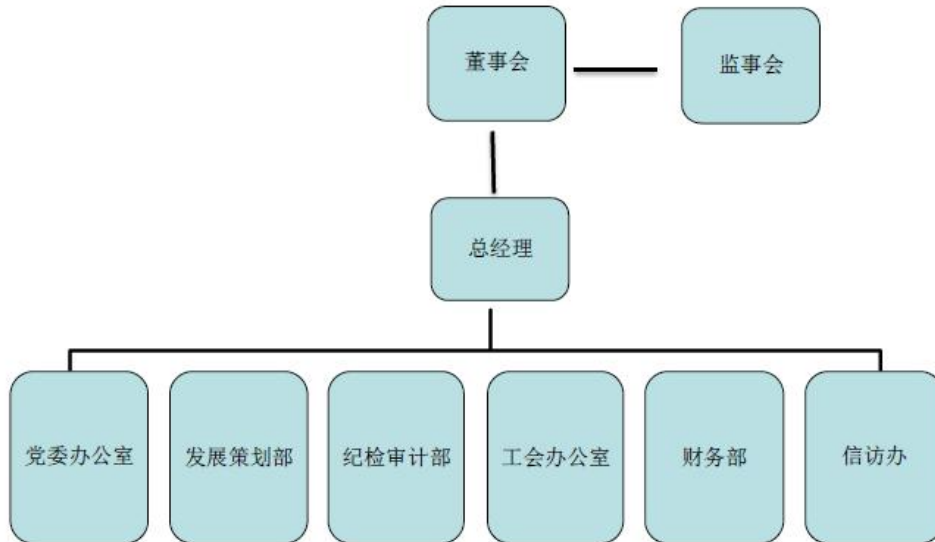 董事会
监事会
总经理
党委办公室
发展策划部
纪检审计部
工会办公室
财务部
信访办